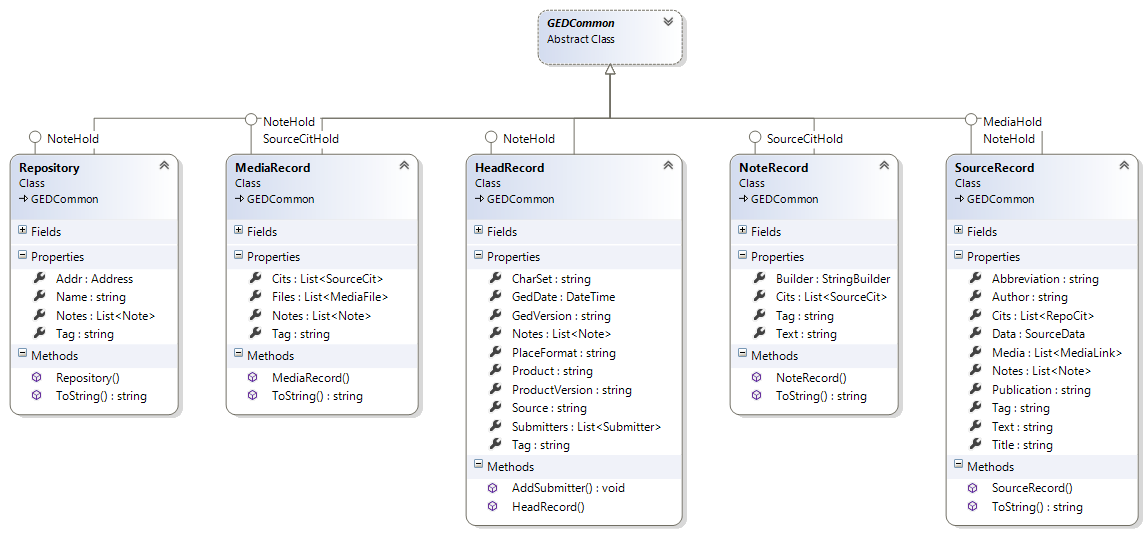 GEDCommon
Abstract Class
NoteHold
Repository
Class
GEDCommon
Fields
Properties
Addr : Address
Name : string
Notes : List<Note>
Tag : string
Methods
Repository()
ToString() : string
NoteHold
SourceCitHold
MediaRecord
Class
GEDCommon
Fields
Properties
Cits : List<SourceCit>
Files : List<MediaFile>
Notes : List<Note>
Tag : string
Methods
MediaRecord()
ToString() : string
NoteHold
HeadRecord
Class
GEDCommon
Fields
Properties
CharSet : string
GedDate : DateTime
GedVersion : string
Notes : List<Note>
PlaceFormat : string
Product : string
ProductVersion : string
Source : string
Submitters : List<Submitter>
Tag : string
Methods
AddSubmitter() : void
HeadRecord()
SourceCitHold
NoteRecord
Class
GEDCommon
Fields
Properties
Builder : StringBuilder
Cits : List<SourceCit>
Tag : string
Text : string
Methods
NoteRecord()
ToString() : string
MediaHold
NoteHold
SourceRecord
Class
GEDCommon
Fields
Properties
Abbreviation : string
Author : string
Cits : List<RepoCit>
Data : SourceData
Media : List<MediaLink>
Notes : List<Note>
Publication : string
Tag : string
Text : string
Title : string
Methods
SourceRecord()
ToString() : string